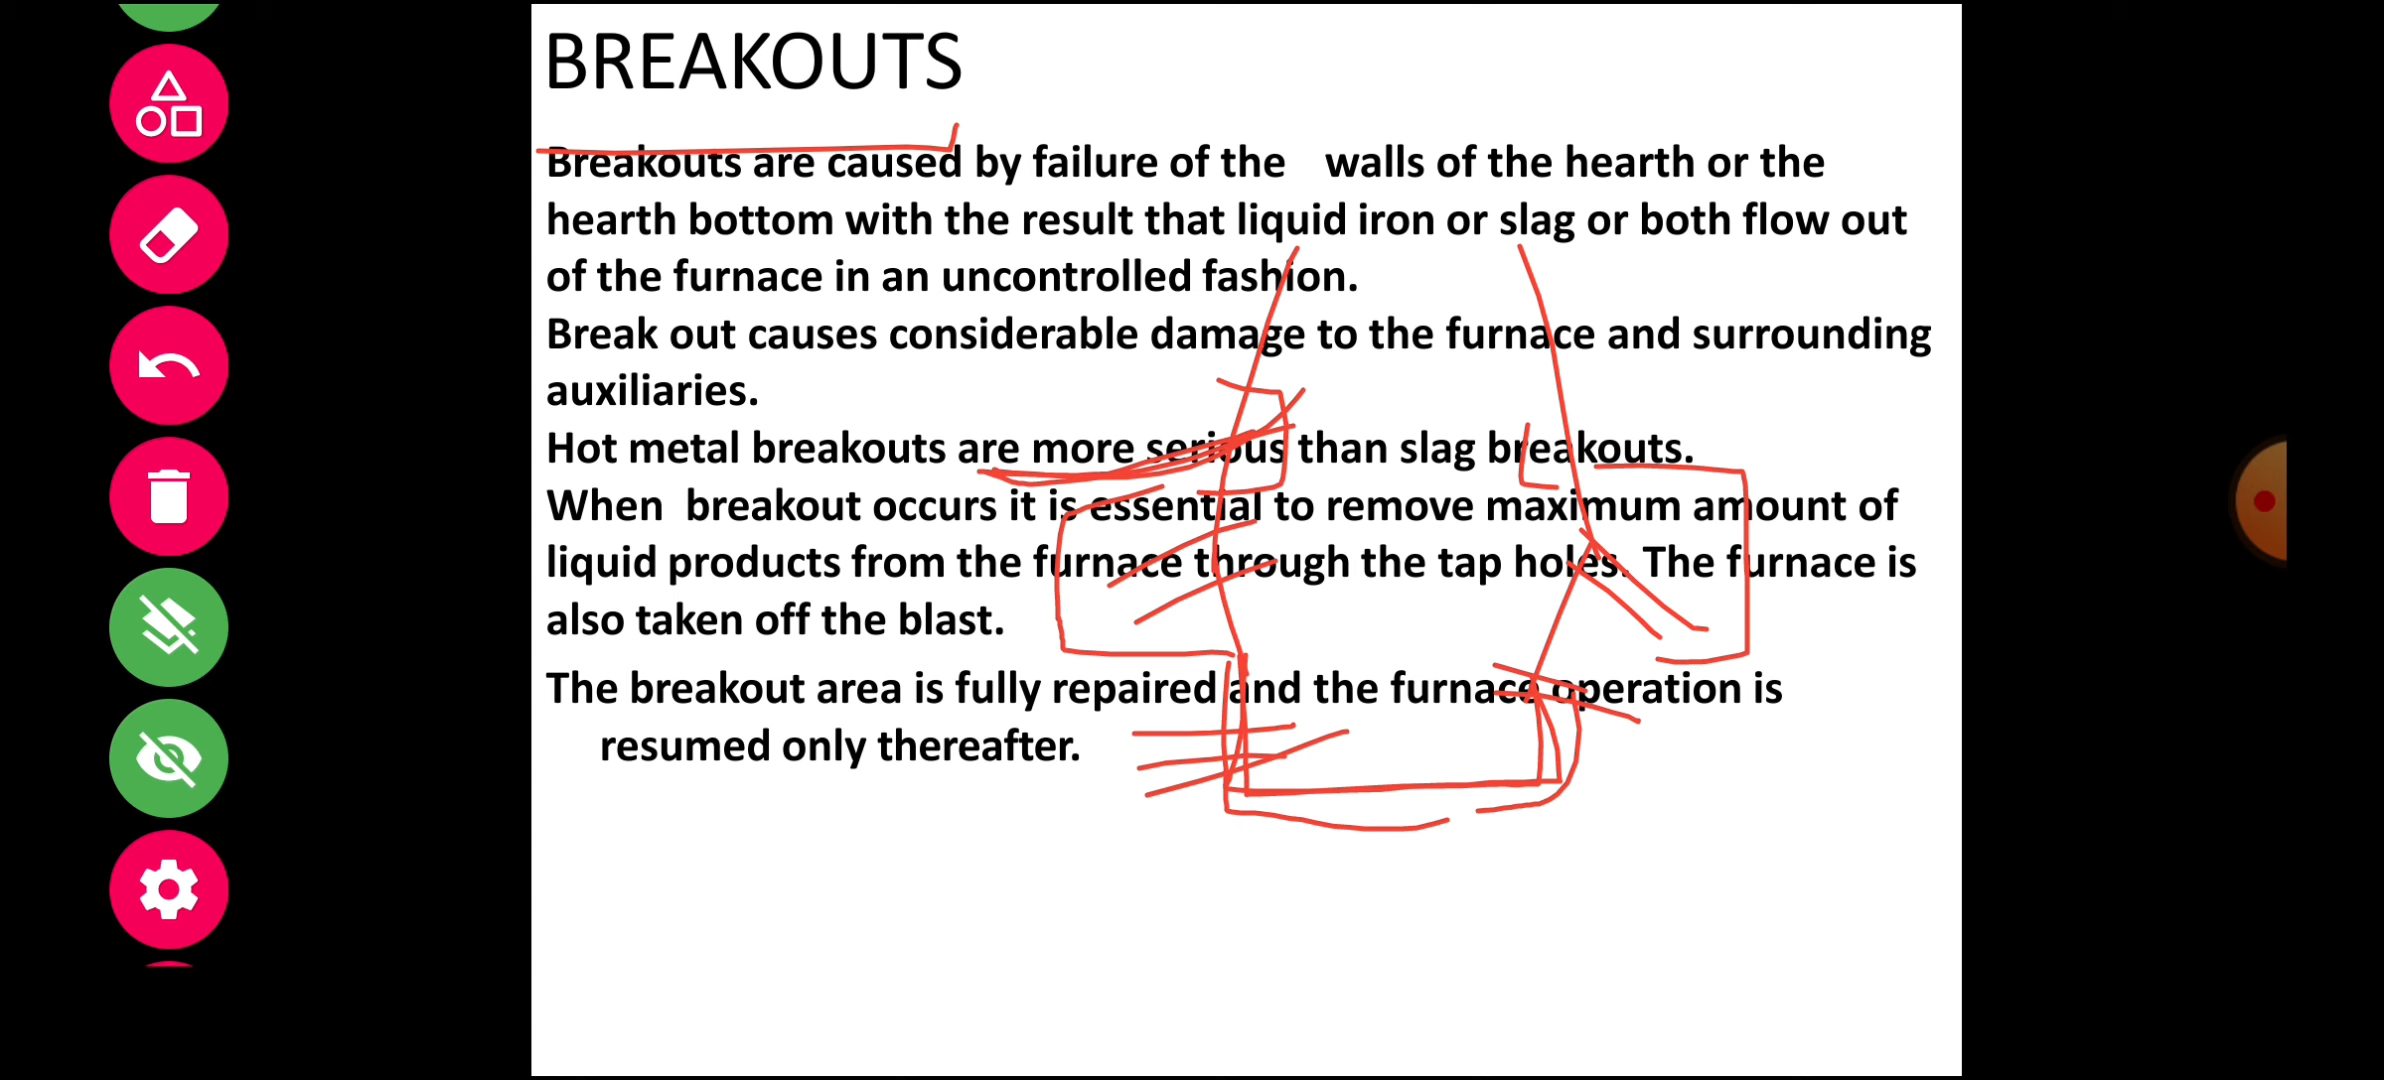 BREAKOUTS
Breakouts are caused by failure of the walls of the hearth or the
hearth bottom with the result that liquid iron or slag or both flow out
of the furnace in an uncontrolled fashion.
Break out causes considerable damage to the furnace and surrounding
auxiliaries.
Hot metal breakouts are more serious than slag breakouts.
When breakout occurs it is essential to remove maximum amount of
liquid products from the furnace through the tap holes. The furnace is
also taken off the blast.
The breakout area is fully repaired and the furnace operation is
resumed only thereafter.